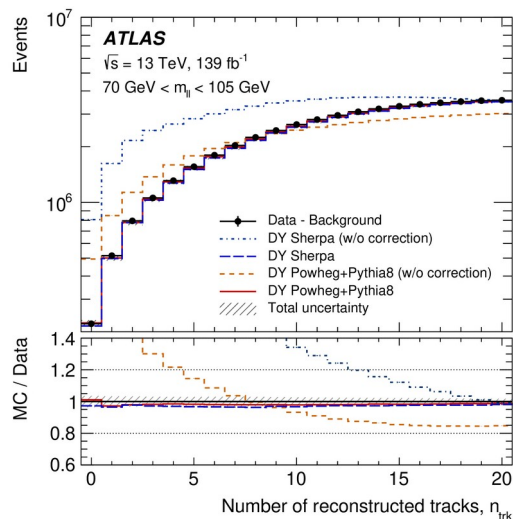 Events
10⁷
10⁶
ATLAS
√s = 13 TeV, 139 fb⁻¹
70 GeV < mₗₗ < 105 GeV
Data - Background
DY Sherpa (w/o correction)
DY Sherpa
DY Powheg+Pythia8 (w/o correction)
DY Powheg+Pythia8
Total uncertainty
MC / Data
1.4
1.2
1
0.8
0.6
0 5 10 15 20
Number of reconstructed tracks, n_trk